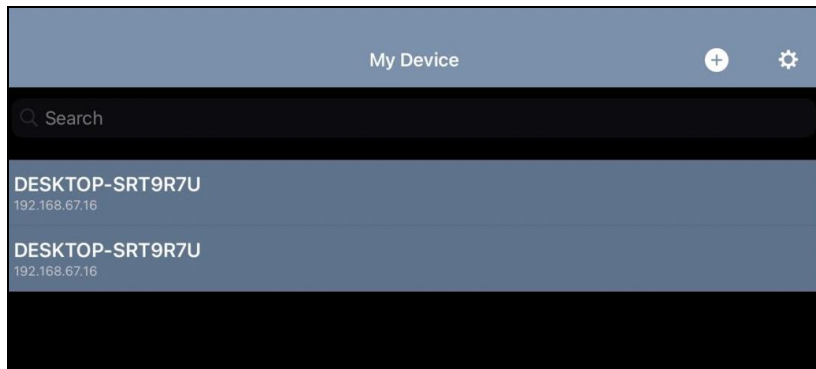 My Device
Search
DESKTOP-SRT9R7U
192.168.67.16
DESKTOP-SRT9R7U
192.168.67.16